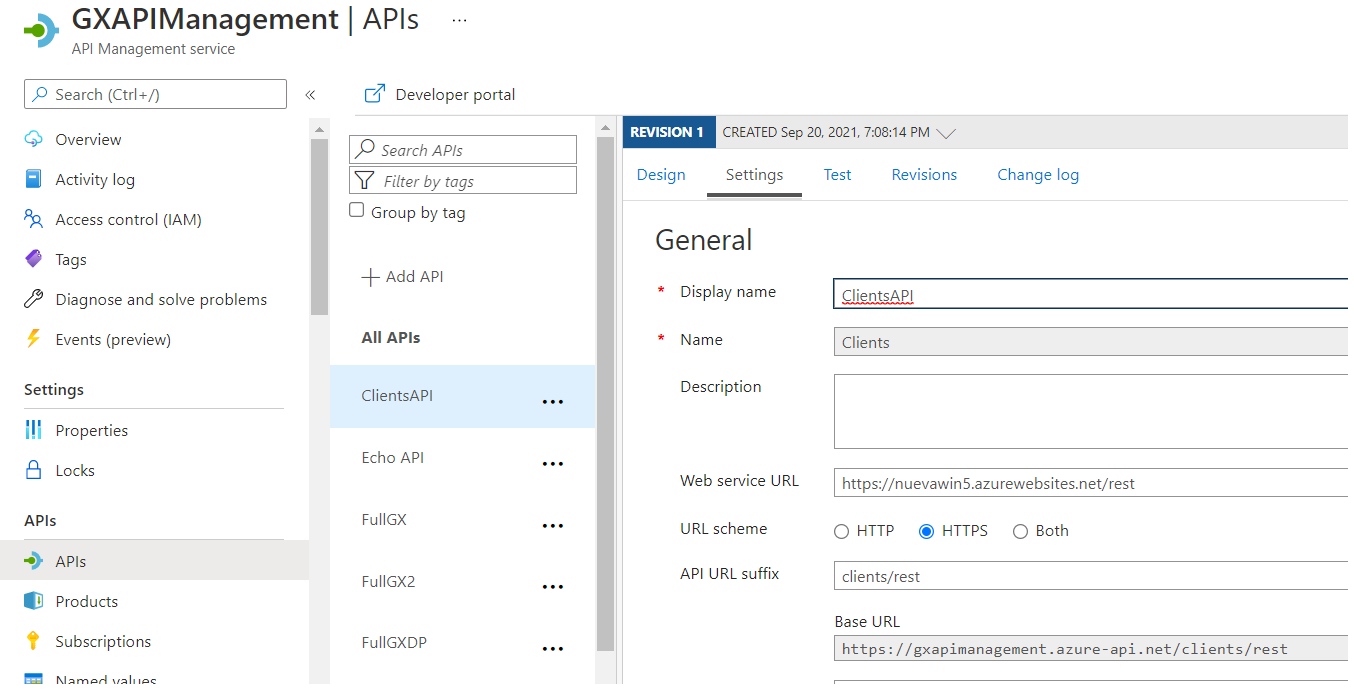 GXAPIManagement | APIs ...
API Management service
Search (Ctrl+/)
«
Overview
Activity log
Access control (IAM)
Tags
Diagnose and solve problems
Events (preview)
Settings
Properties
Locks
APIs
APIs
Products
Subscriptions
Named values
Developer portal
Search APIs
Filter by tags
Group by tag
Add API
All APIs
ClientsAPI ...
Echo API ...
FullGX ...
FullGX2 ...
FullGXDP ...
REVISION 1 CREATED Sep 20, 2021, 7:08:14 PM
Design Settings Test Revisions Change log
General
* Display name ClientsAPI
* Name Clients
Description
Web service URL https://nuevawin5.azurewebsites.net/rest
URL scheme HTTP HTTPS Both
API URL suffix clients/rest
Base URL
https://gxapimanagement.azure-api.net/clients/rest